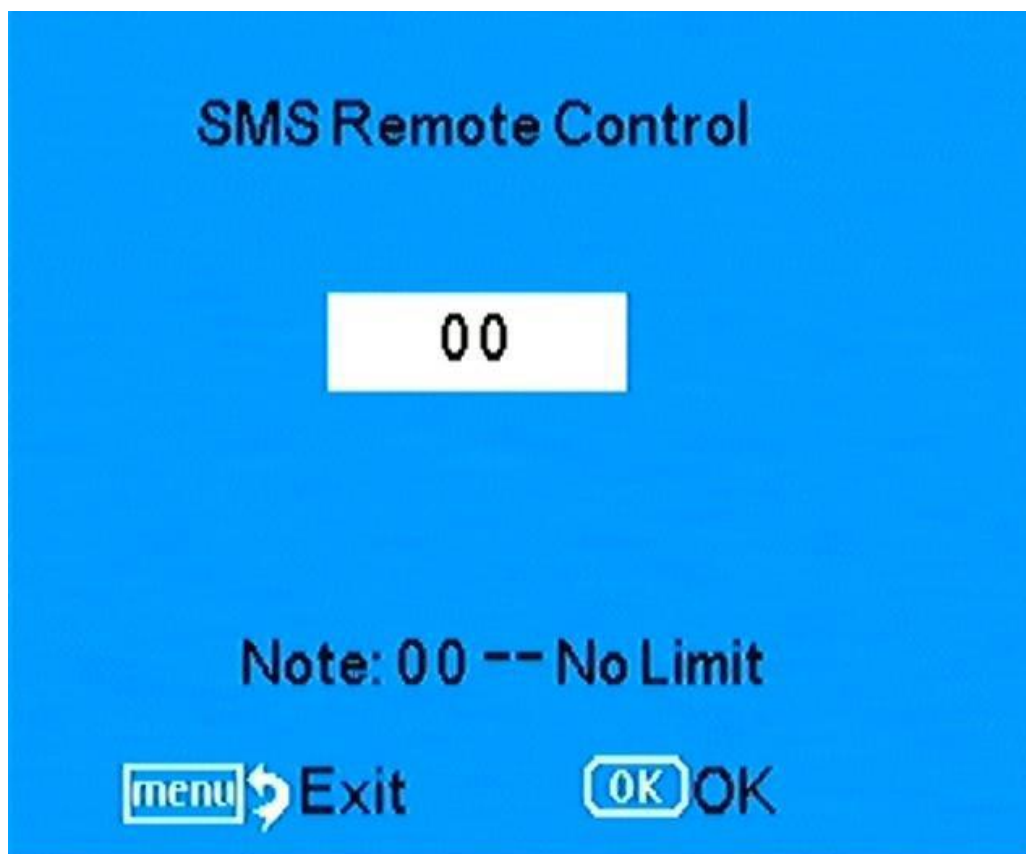 SMS Remote Control
00
Note: 00 -- No Limit
menu Exit OK OK